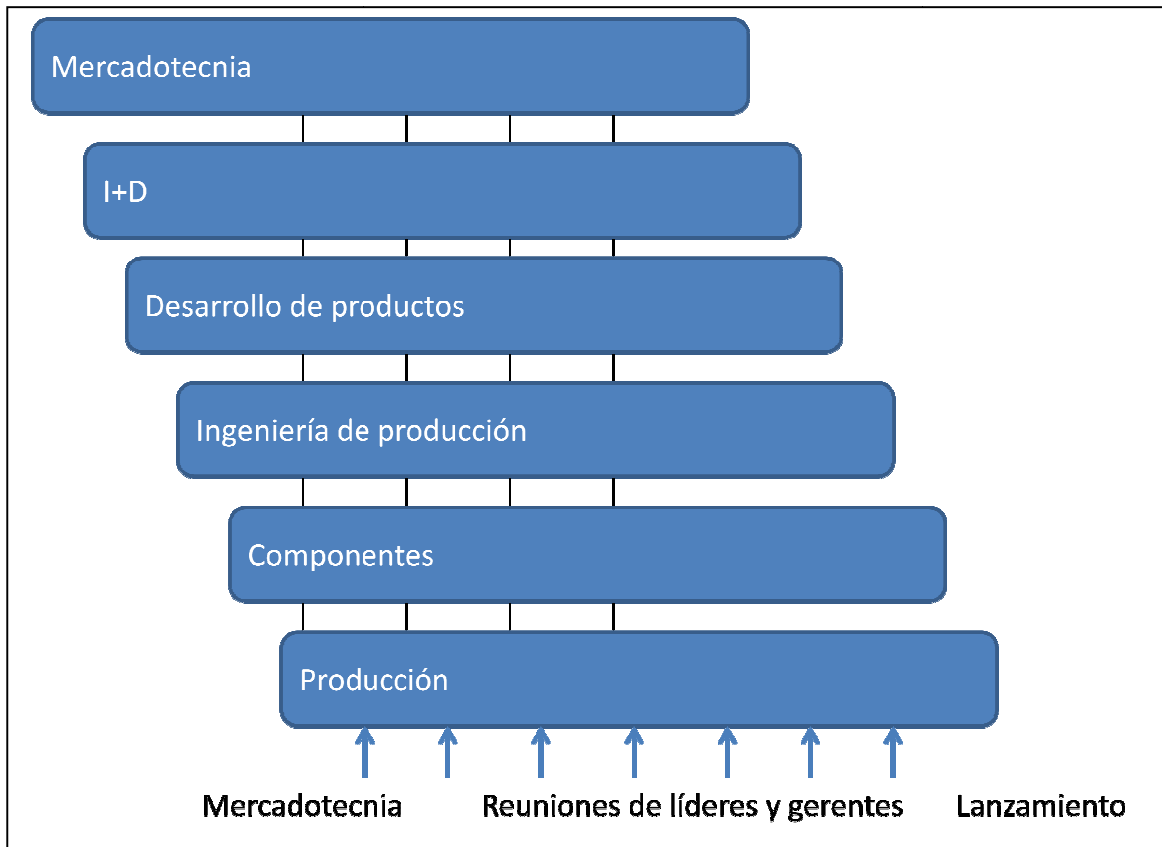 Mercadotecnia
I+D
Desarrollo de productos
Ingeniería de producción
Componentes
Producción
Mercadotecnia Reuniones de líderes y gerentes Lanzamiento